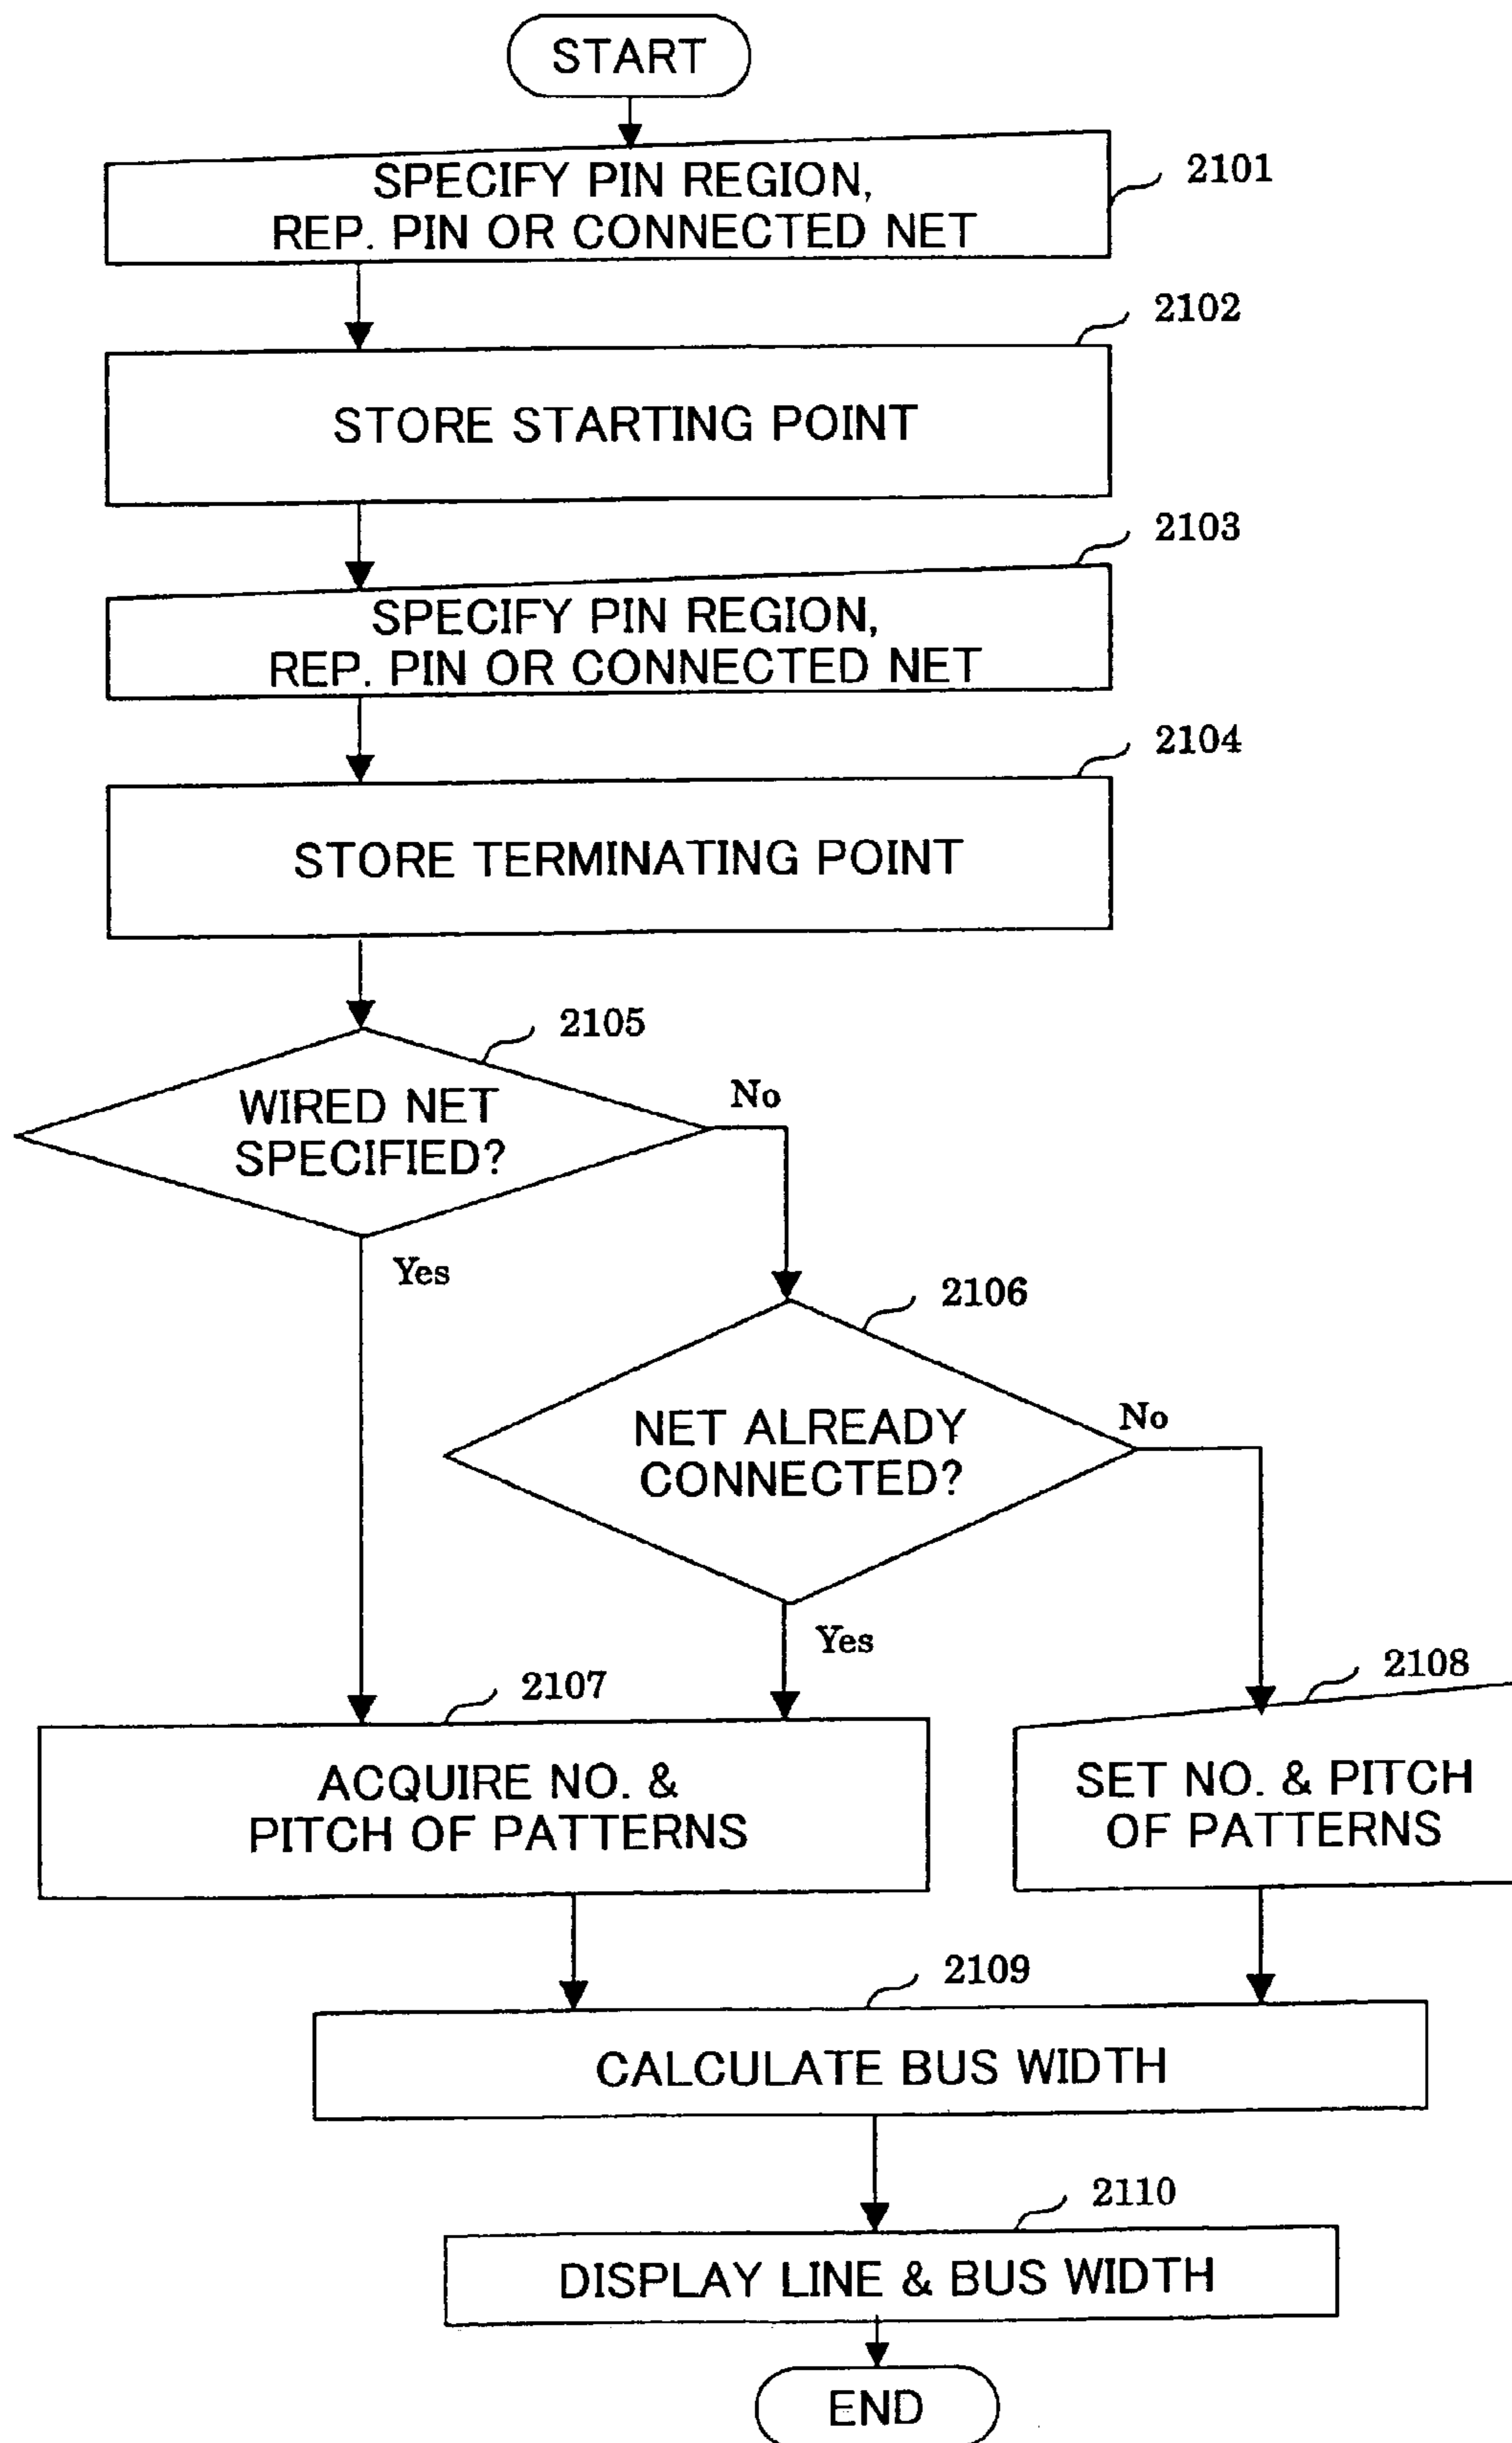 START
SPECIFY PIN REGION,
REP. PIN OR CONNECTED NET
2101
2102
STORE STARTING POINT
2103
SPECIFY PIN REGION,
REP. PIN OR CONNECTED NET
2104
STORE TERMINATING POINT
2105
WIRED NET
SPECIFIED?
No
Yes
2106
NET ALREADY
CONNECTED?
No
Yes
2107
ACQUIRE NO. &
PITCH OF PATTERNS
2108
SET NO. & PITCH
OF PATTERNS
2109
CALCULATE BUS WIDTH
2110
DISPLAY LINE & BUS WIDTH
END